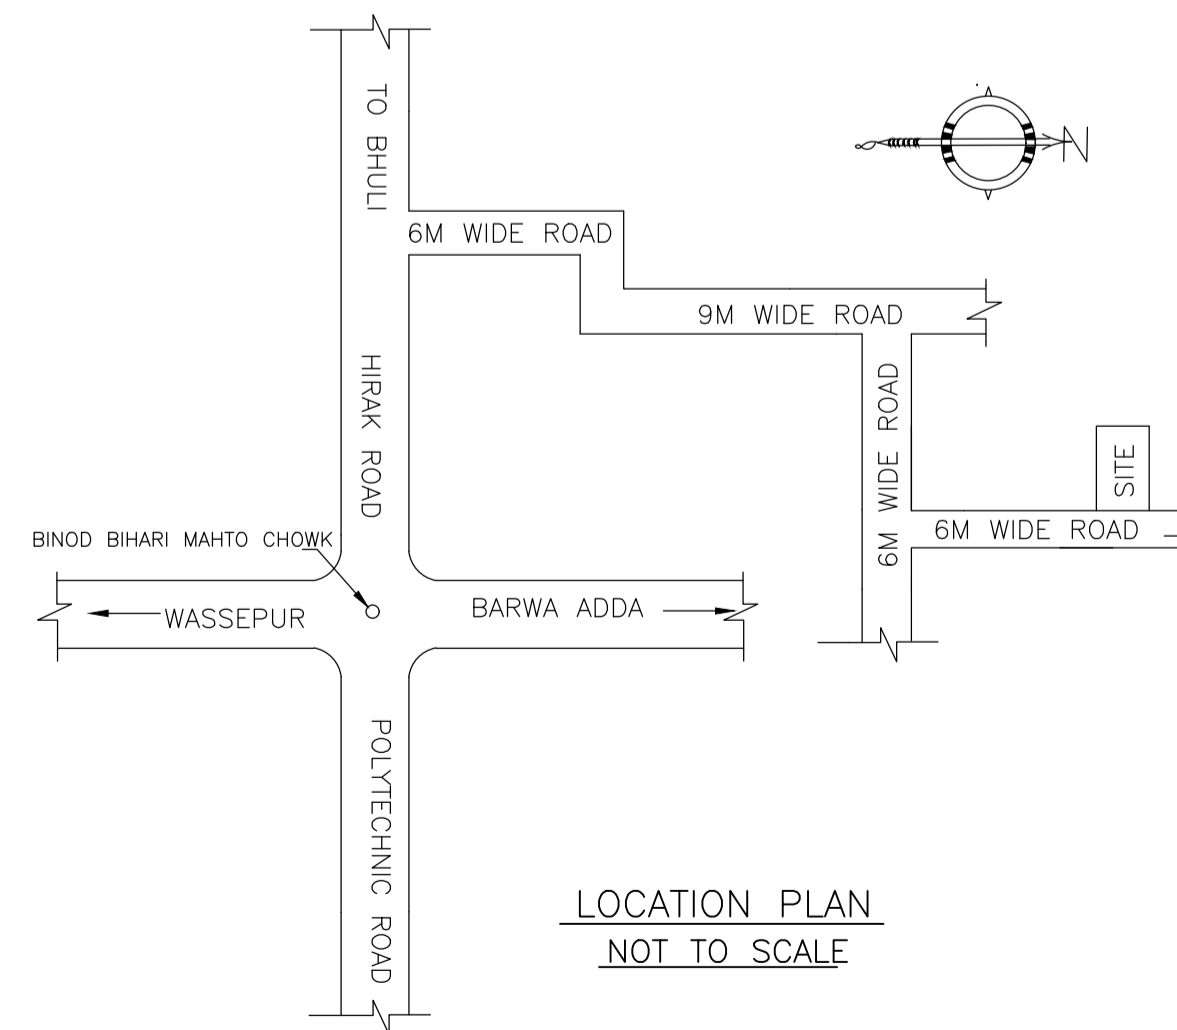 TO BHULI
N
6M WIDE ROAD
9M WIDE ROAD
HIRAK ROAD
6M WIDE ROAD
SITE
6M WIDE ROAD
BINOD BIHARI MAHTO CHOWK
WASSEPUR
BARWA ADDA
POLYTECHNIC ROAD
LOCATION PLAN
NOT TO SCALE